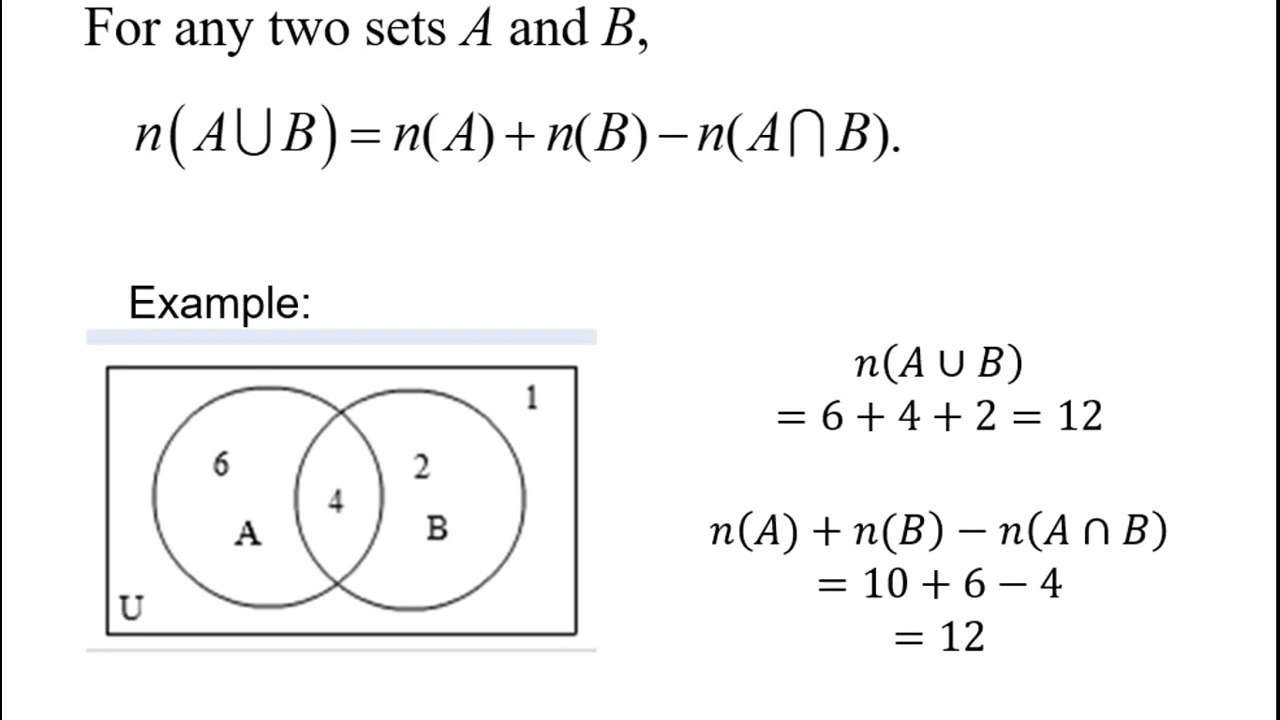 For any two sets A and B,
n(A⋃B)=n(A)+n(B)−n(A⋂B).
Example:
1
6
2
4
A
B
U
n(A ∪ B)
= 6 + 4 + 2 = 12
n(A) + n(B) − n(A ∩ B)
= 10 + 6 − 4
= 12